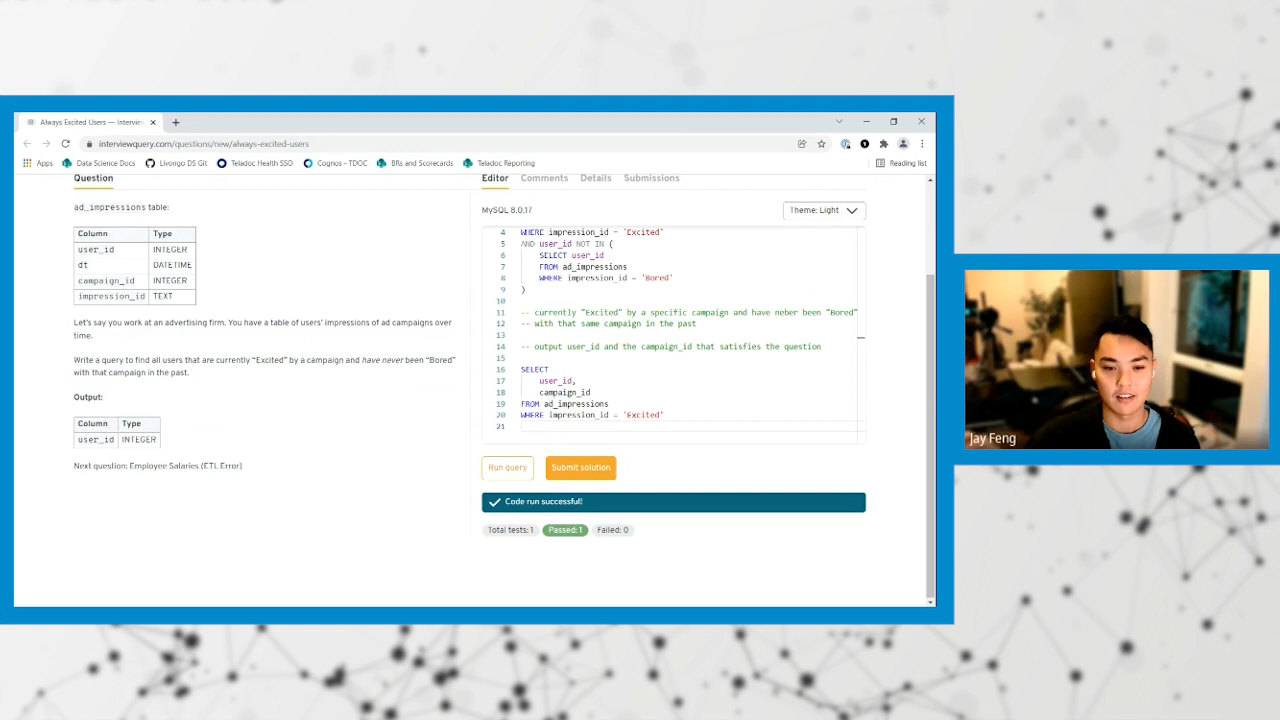 Always Excited Users — Interview
interviewquery.com/questions/new/always-excited-users
Apps Data Science Docs Livongo DS Git Teladoc Health SSO Cognos - TDOC BRs and Scorecards Teladoc Reporting Reading list
Question
ad_impressions table:
Column Type
user_id INTEGER
dt DATETIME
campaign_id INTEGER
impression_id TEXT
Let's say you work at an advertising firm. You have a table of users' impressions of ad campaigns over
time.
Write a query to find all users that are currently “Excited” by a campaign and have never been “Bored”
with that campaign in the past.
Output:
Column Type
user_id INTEGER
Next question: Employee Salaries (ETL Error)
Editor Comments Details Submissions
MySQL 8.0.17
Theme: Light
4 WHERE impression_id = 'Excited'
5 AND user_id NOT IN (
6 SELECT user_id
7 FROM ad_impressions
8 WHERE impression_id = 'Bored'
9 )
10
11 -- currently “Excited” by a specific campaign and have neber been “Bored”
12 -- with that same campaign in the past
13
14 -- output user_id and the campaign_id that satisfies the question
15
16 SELECT
17 user_id,
18 campaign_id
19 FROM ad_impressions
20 WHERE impression_id = 'Excited'
21
Run query Submit solution
Code run successful!
Total tests: 1 Passed: 1 Failed: 0
Jay Feng